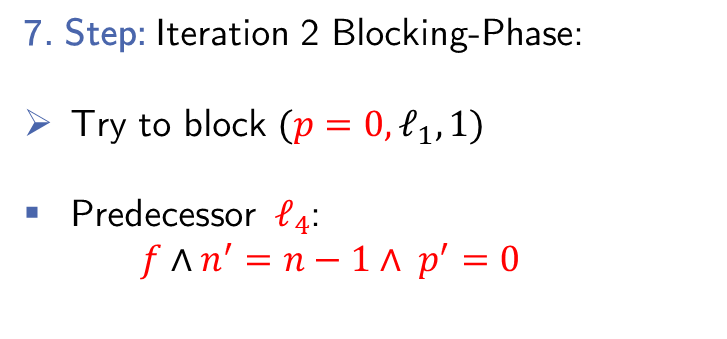 7. Step: Iteration 2 Blocking-Phase:
➤ Try to block (p = 0, ℓ₁, 1)
▪ Predecessor ℓ₄:
f ∧ n′ = n − 1 ∧ p′ = 0